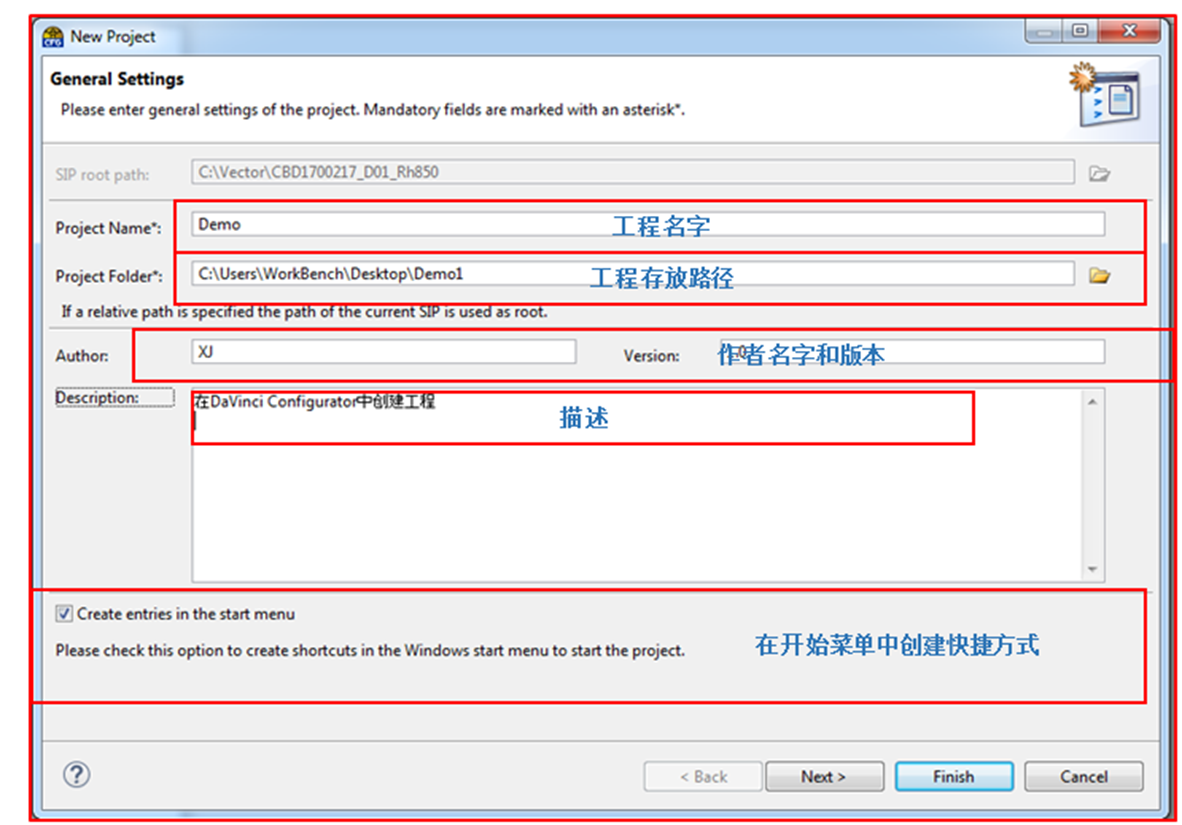 New Project
General Settings
Please enter general settings of the project. Mandatory fields are marked with an asterisk*.
SIP root path: C:\Vector\CBD1700217_D01_Rh850
Project Name*: Demo 工程名字
Project Folder*: C:\Users\WorkBench\Desktop\Demo1 工程存放路径
If a relative path is specified the path of the current SIP is used as root.
Author: XJ Version: 作者名字和版本
Description: 在DaVinci Configurator中创建工程
描述
Create entries in the start menu
Please check this option to create shortcuts in the Windows start menu to start the project. 在开始菜单中创建快捷方式
? < Back Next > Finish Cancel